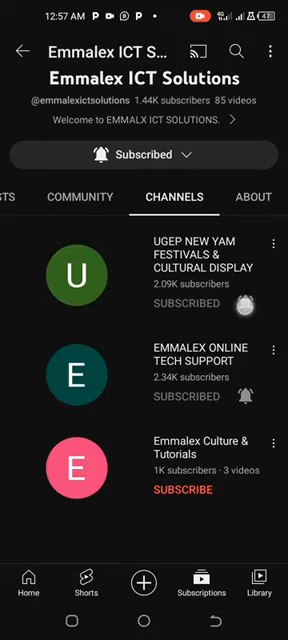 12:57 AM P P 4G 47
Emmalex ICT S...
Emmalex ICT Solutions
@emmalexictsolutions 1.44K subscribers 85 videos
Welcome to EMMALX ICT SOLUTIONS.
Subscribed
STS COMMUNITY CHANNELS ABOUT
U
UGEP NEW YAM
FESTIVALS &
CULTURAL DISPLAY
2.09K subscribers
SUBSCRIBED
E
EMMALEX ONLINE
TECH SUPPORT
2.34K subscribers
SUBSCRIBED
E
Emmalex Culture &
Tutorials
1K subscribers · 3 videos
SUBSCRIBE
Home Shorts Subscriptions Library